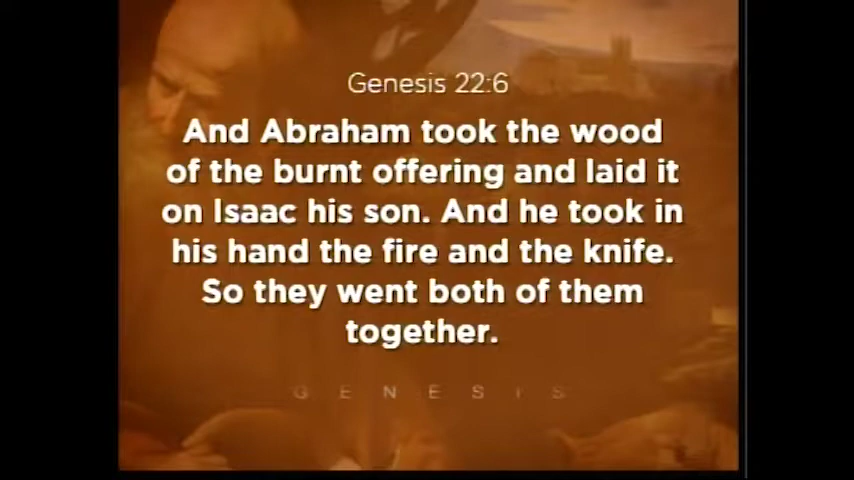 Genesis 22:6
And Abraham took the wood
of the burnt offering and laid it
on Isaac his son. And he took in
his hand the fire and the knife.
So they went both of them
together.
GENESIS